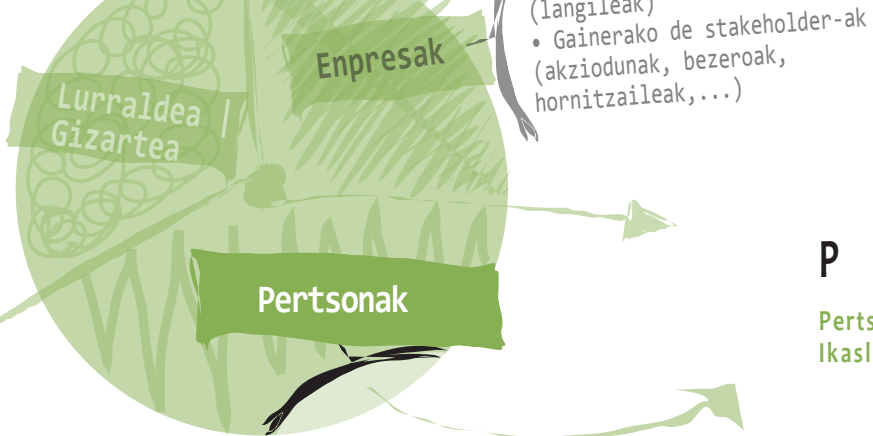 (langileak)
• Gainerako de stakeholder-ak
(akziodunak, bezeroak,
hornitzaileak,...)
Enpresak
Lurraldea |
Gizartea
Pertsonak
P
Perts
Ikasl